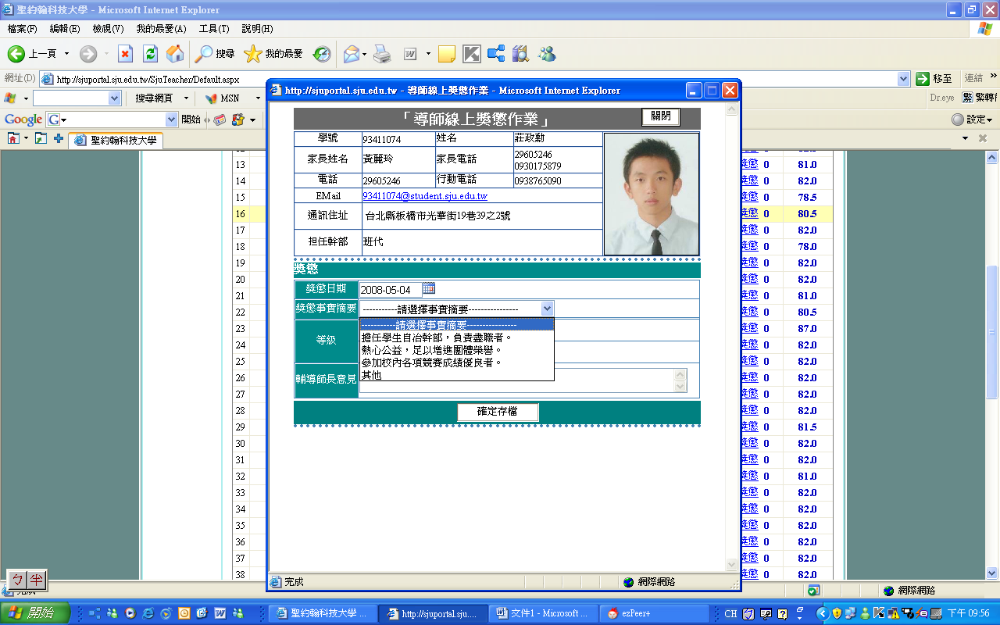 聖約翰科技大學 - Microsoft Internet Explorer
檔案(F) 編輯(E) 檢視(V) 我的最愛(A) 工具(T) 說明(H)
上一頁 搜尋 我的最愛
網址(D) http://sjuportal.sju.edu.tw/SjuTeacher/Default.aspx 移至 連結 »
搜尋網頁 MSN Dr.eye 繁 繁轉簡
Google G 開始 設定
聖約翰科技大學
http://sjuportal.sju.edu.tw - 導師線上獎懲作業 - Microsoft Internet Explorer
「導師線上獎懲作業」 關閉
學號 93411074 姓名 莊政勳
家長姓名 黃麗玲 家長電話 29605246
0930175879
電話 29605246 行動電話 0938765090
EMail 93411074@student.sju.edu.tw
通訊住址 台北縣板橋市光華街19巷39之2號
担任幹部 班代
獎懲
獎懲日期 2008-05-04
獎懲事實摘要 -----------請選擇事實摘要----------------
-----------請選擇事實摘要----------------
擔任學生自治幹部，負責盡職者。
熱心公益，足以增進團體榮譽。
參加校內各項競賽成績優良者。
其他
等級
輔導師長意見
確定存檔
完成 網際網路
13 獎懲 0 81.0
14 獎懲 0 82.0
15 獎懲 0 78.5
16 獎懲 0 80.5
17 獎懲 0 82.0
18 獎懲 0 78.0
19 獎懲 0 82.0
20 獎懲 0 82.0
21 獎懲 0 81.0
22 獎懲 0 80.5
23 獎懲 0 87.0
24 獎懲 0 82.0
25 獎懲 0 82.0
26 獎懲 0 82.0
27 獎懲 0 82.0
28 獎懲 0 82.0
29 獎懲 0 81.5
30 獎懲 0 82.0
31 獎懲 0 82.0
32 獎懲 0 81.0
33 獎懲 0 82.0
34 獎懲 0 82.0
35 獎懲 0 82.0
36 獎懲 0 82.0
37 獎懲 0 82.0
38 獎懲 0 82.0
ㄅ 半
完成 網際網路
開始 聖約翰科技大學 ... http://sjuportal.sju.... 文件1 - Microsoft ... ezPeer+ CH 下午 09:56